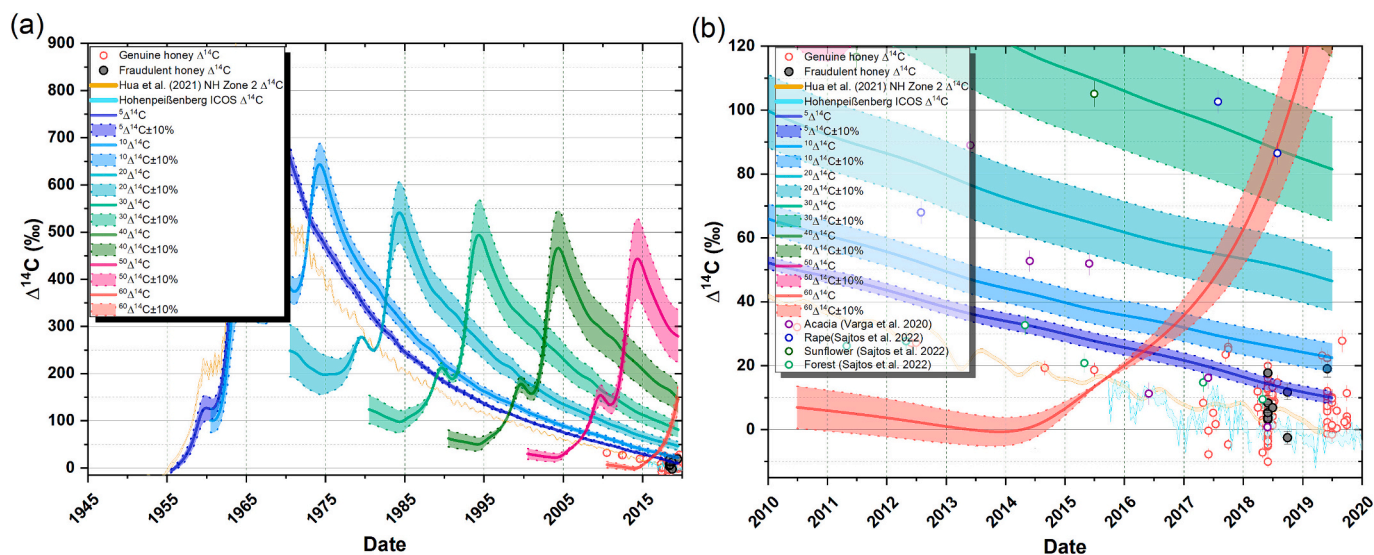 (a)
900
800
700
600
500
400
300
200
100
0
Δ¹⁴C (‰)
Genuine honey Δ¹⁴C
Fraudulent honey Δ¹⁴C
Hua et al. (2021) NH Zone 2 Δ¹⁴C
Hohenpeißenberg ICOS Δ¹⁴C
⁵Δ¹⁴C
⁵Δ¹⁴C±10%
¹⁰Δ¹⁴C
¹⁰Δ¹⁴C±10%
²⁰Δ¹⁴C
²⁰Δ¹⁴C±10%
³⁰Δ¹⁴C
³⁰Δ¹⁴C±10%
⁴⁰Δ¹⁴C
⁴⁰Δ¹⁴C±10%
⁵⁰Δ¹⁴C
⁵⁰Δ¹⁴C±10%
⁶⁰Δ¹⁴C
⁶⁰Δ¹⁴C±10%
1945 1955 1965 1975 1985 1995 2005 2015
Date
(b)
120
100
80
60
40
20
0
Δ¹⁴C (‰)
Genuine honey Δ¹⁴C
Fraudulent honey Δ¹⁴C
Hua et al. (2021) NH Zone 2 Δ¹⁴C
Hohenpeißenberg ICOS Δ¹⁴C
⁵Δ¹⁴C
⁵Δ¹⁴C±10%
¹⁰Δ¹⁴C
¹⁰Δ¹⁴C±10%
²⁰Δ¹⁴C
²⁰Δ¹⁴C±10%
³⁰Δ¹⁴C
³⁰Δ¹⁴C±10%
⁴⁰Δ¹⁴C
⁴⁰Δ¹⁴C±10%
⁵⁰Δ¹⁴C
⁵⁰Δ¹⁴C±10%
⁶⁰Δ¹⁴C
⁶⁰Δ¹⁴C±10%
Acacia (Varga et al. 2020)
Rape(Sajtos et al. 2022)
Sunflower (Sajtos et al. 2022)
Forest (Sajtos et al. 2022)
2010 2011 2012 2013 2014 2015 2016 2017 2018 2019 2020
Date